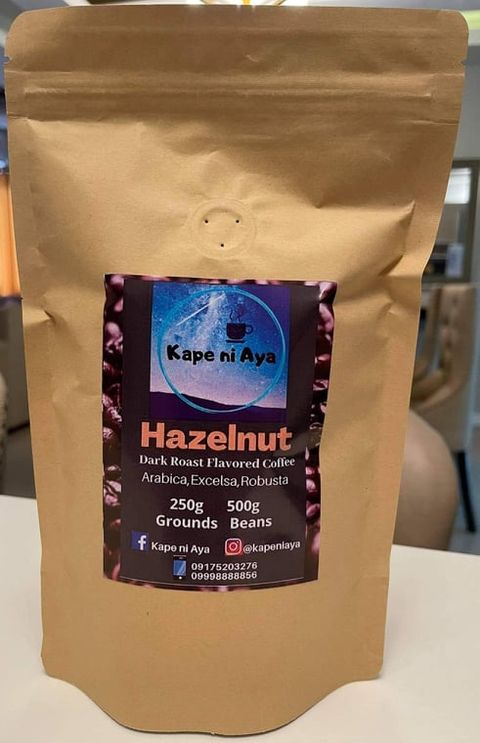 Kape ni Aya
Hazelnut
Dark Roast Flavored Coffee
Arabica, Excelsa, Robusta
250g 500g
Grounds Beans
Kape ni Aya @kapeniaya
09175203276
09998888856